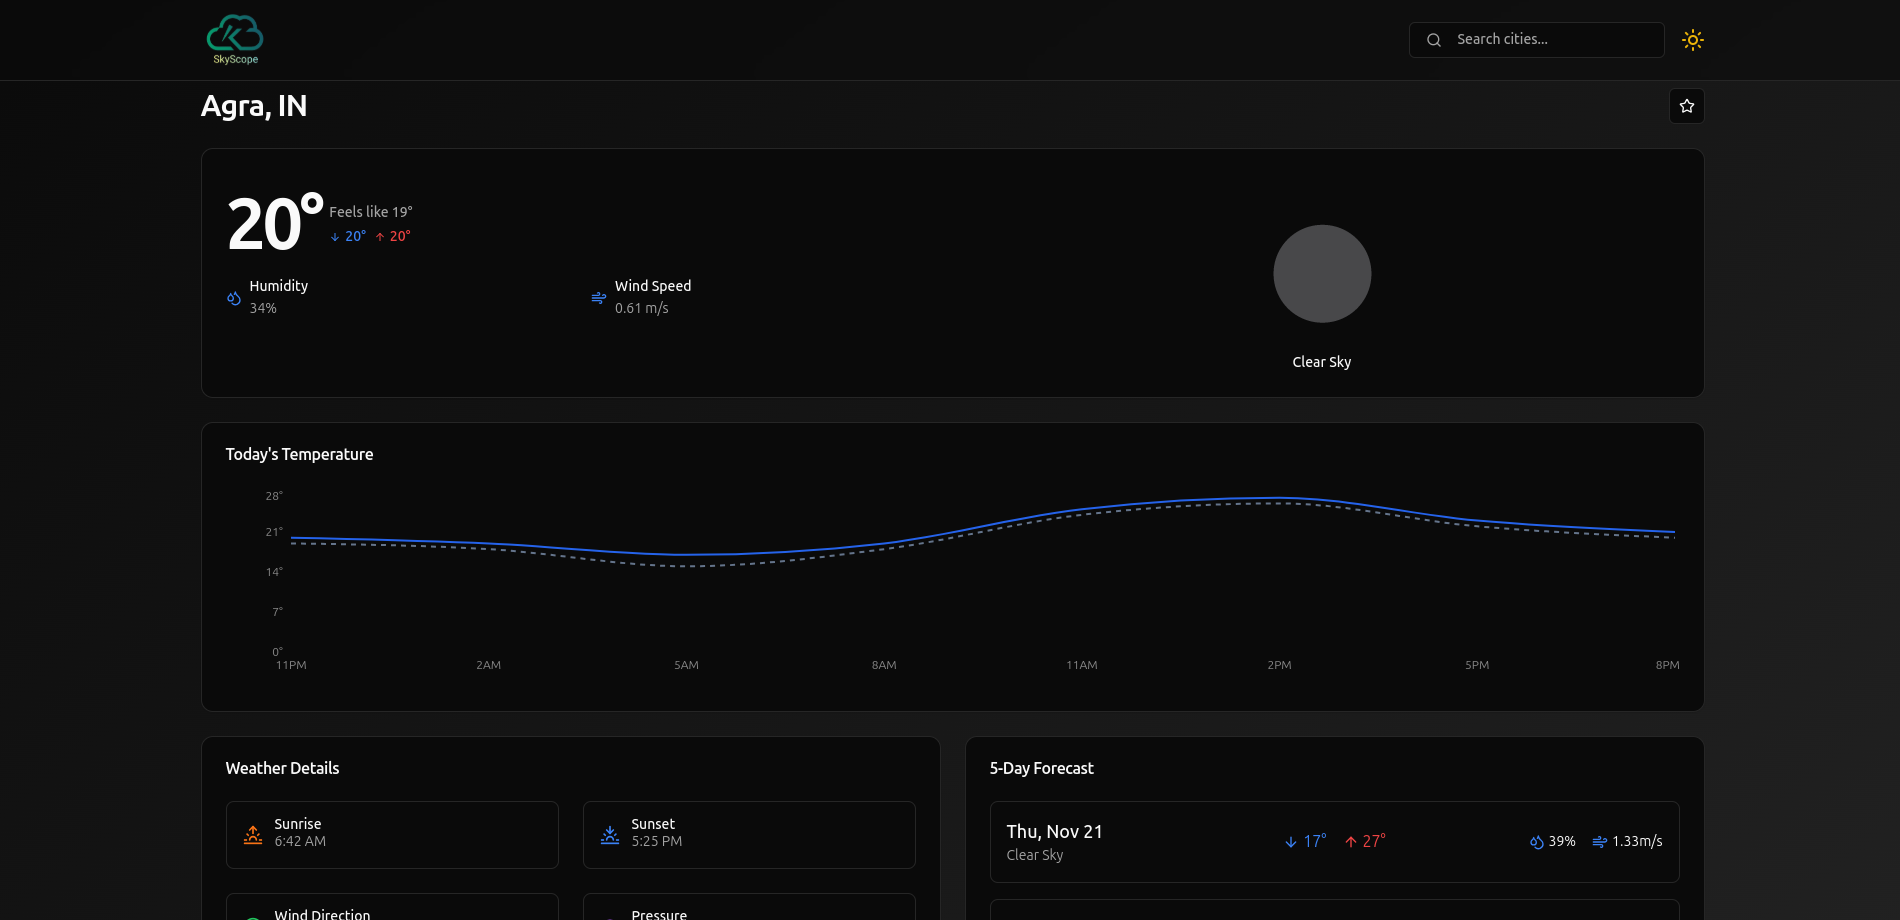 SkyScope
Search cities...
Agra, IN
20°
Feels like 19°
↓ 20° ↑ 20°
Humidity
34%
Wind Speed
0.61 m/s
Clear Sky
Today's Temperature
28°
21°
14°
7°
0°
11PM 2AM 5AM 8AM 11AM 2PM 5PM 8PM
Weather Details
Sunrise
6:42 AM
Sunset
5:25 PM
Wind Direction
Pressure
5-Day Forecast
Thu, Nov 21
Clear Sky
↓ 17° ↑ 27°
39% 1.33m/s